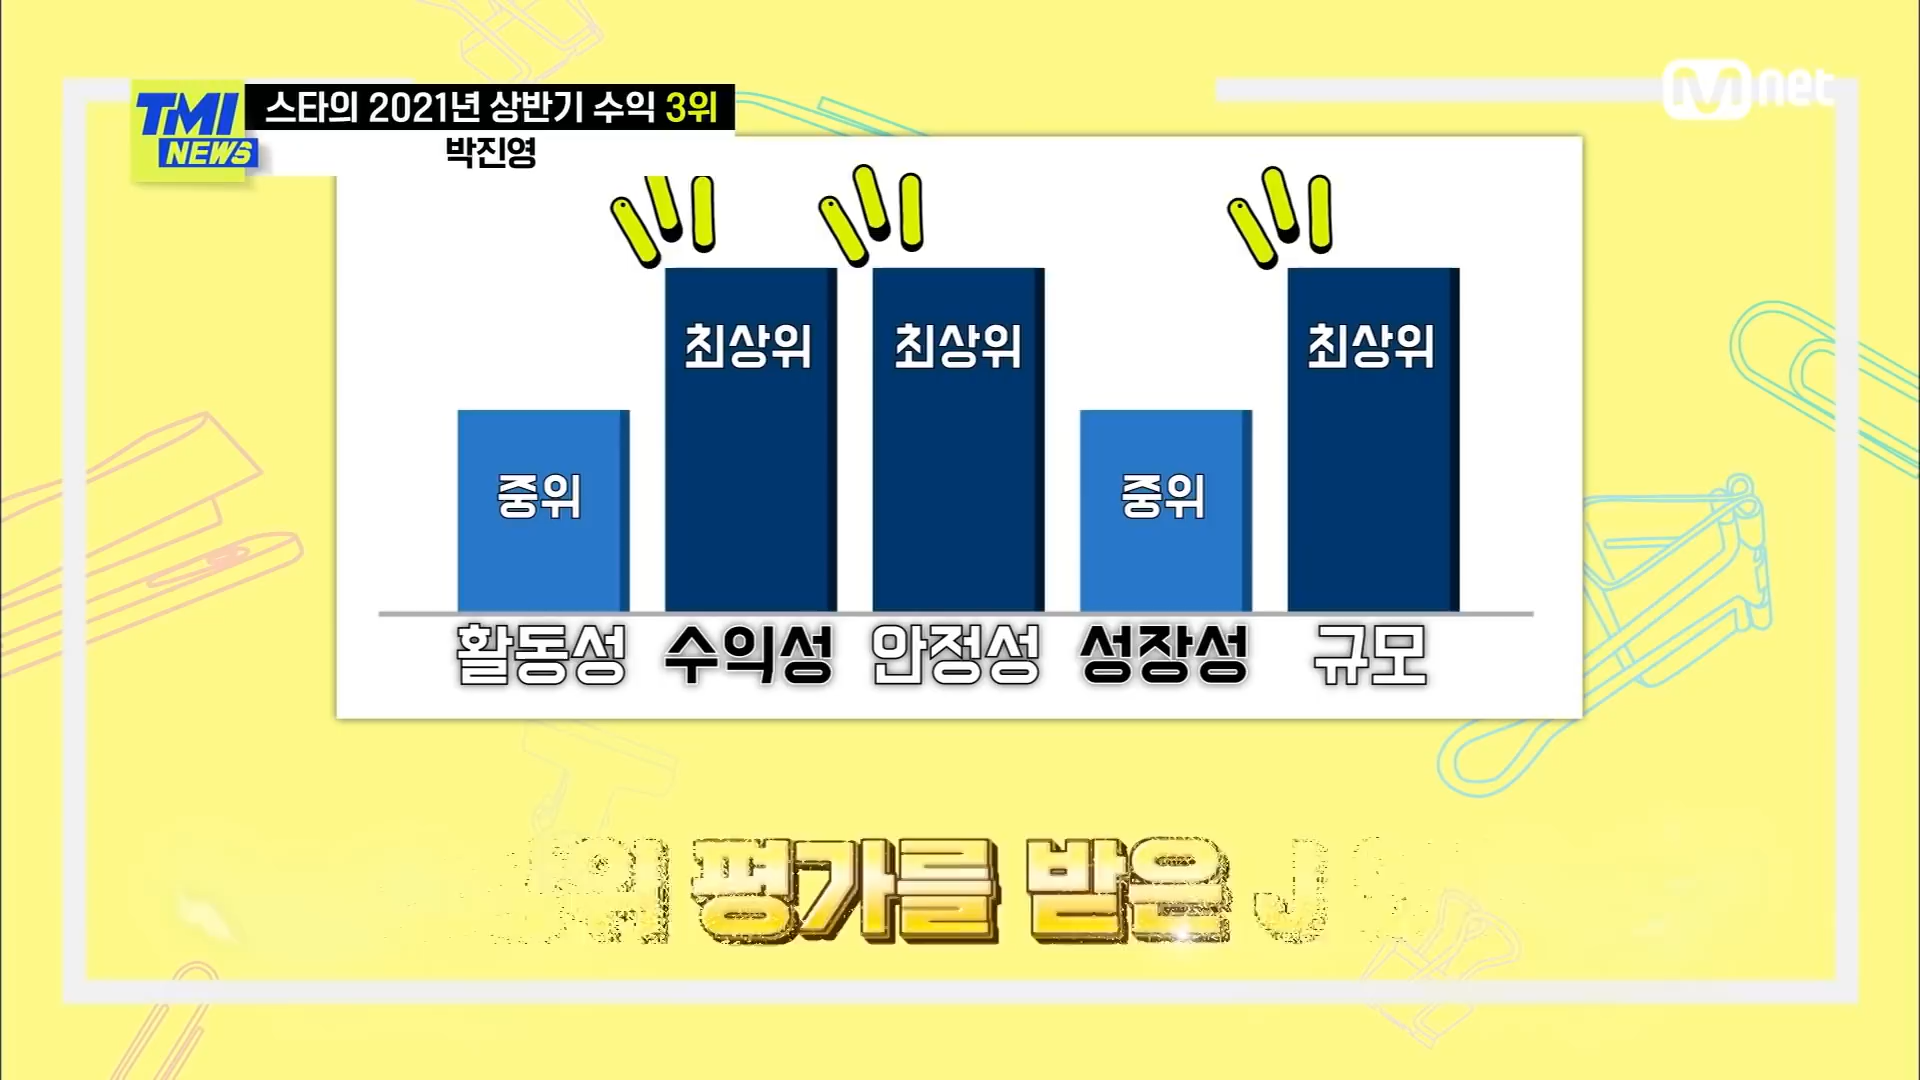 TMI NEWS
스타의 2021년 상반기 수익 3위
박진영
Mnet
최상위 최상위 최상위
중위 중위
활동성 수익성 안정성 성장성 규모
위 평가를 받은 J